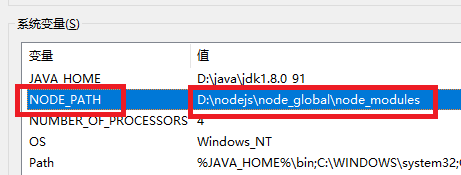 系统变量(S)
变量 值
JAVA_HOME D:\java\jdk1.8.0_91
NODE_PATH D:\nodejs\node_global\node_modules
NUMBER_OF_PROCESSORS 4
OS Windows_NT
Path %JAVA_HOME%\bin;C:\WINDOWS\system32;